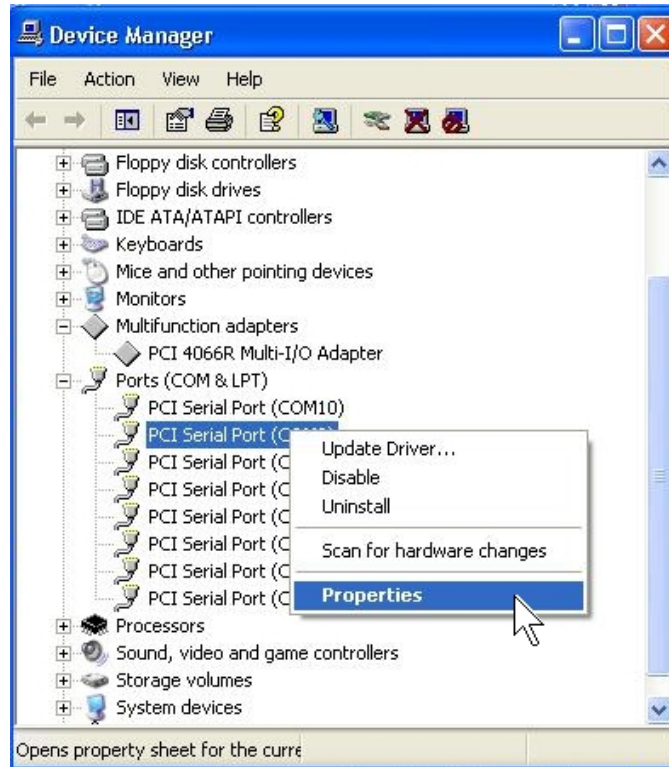 Device Manager
File Action View Help
Floppy disk controllers
Floppy disk drives
IDE ATA/ATAPI controllers
Keyboards
Mice and other pointing devices
Monitors
Multifunction adapters
PCI 4066R Multi-I/O Adapter
Ports (COM & LPT)
PCI Serial Port (COM10)
PCI Serial Port (
PCI Serial Port (C
PCI Serial Port (C
PCI Serial Port (C
PCI Serial Port (C
PCI Serial Port (C
PCI Serial Port (C
Update Driver...
Disable
Uninstall
Scan for hardware changes
Properties
Processors
Sound, video and game controllers
Storage volumes
System devices
Opens property sheet for the curre